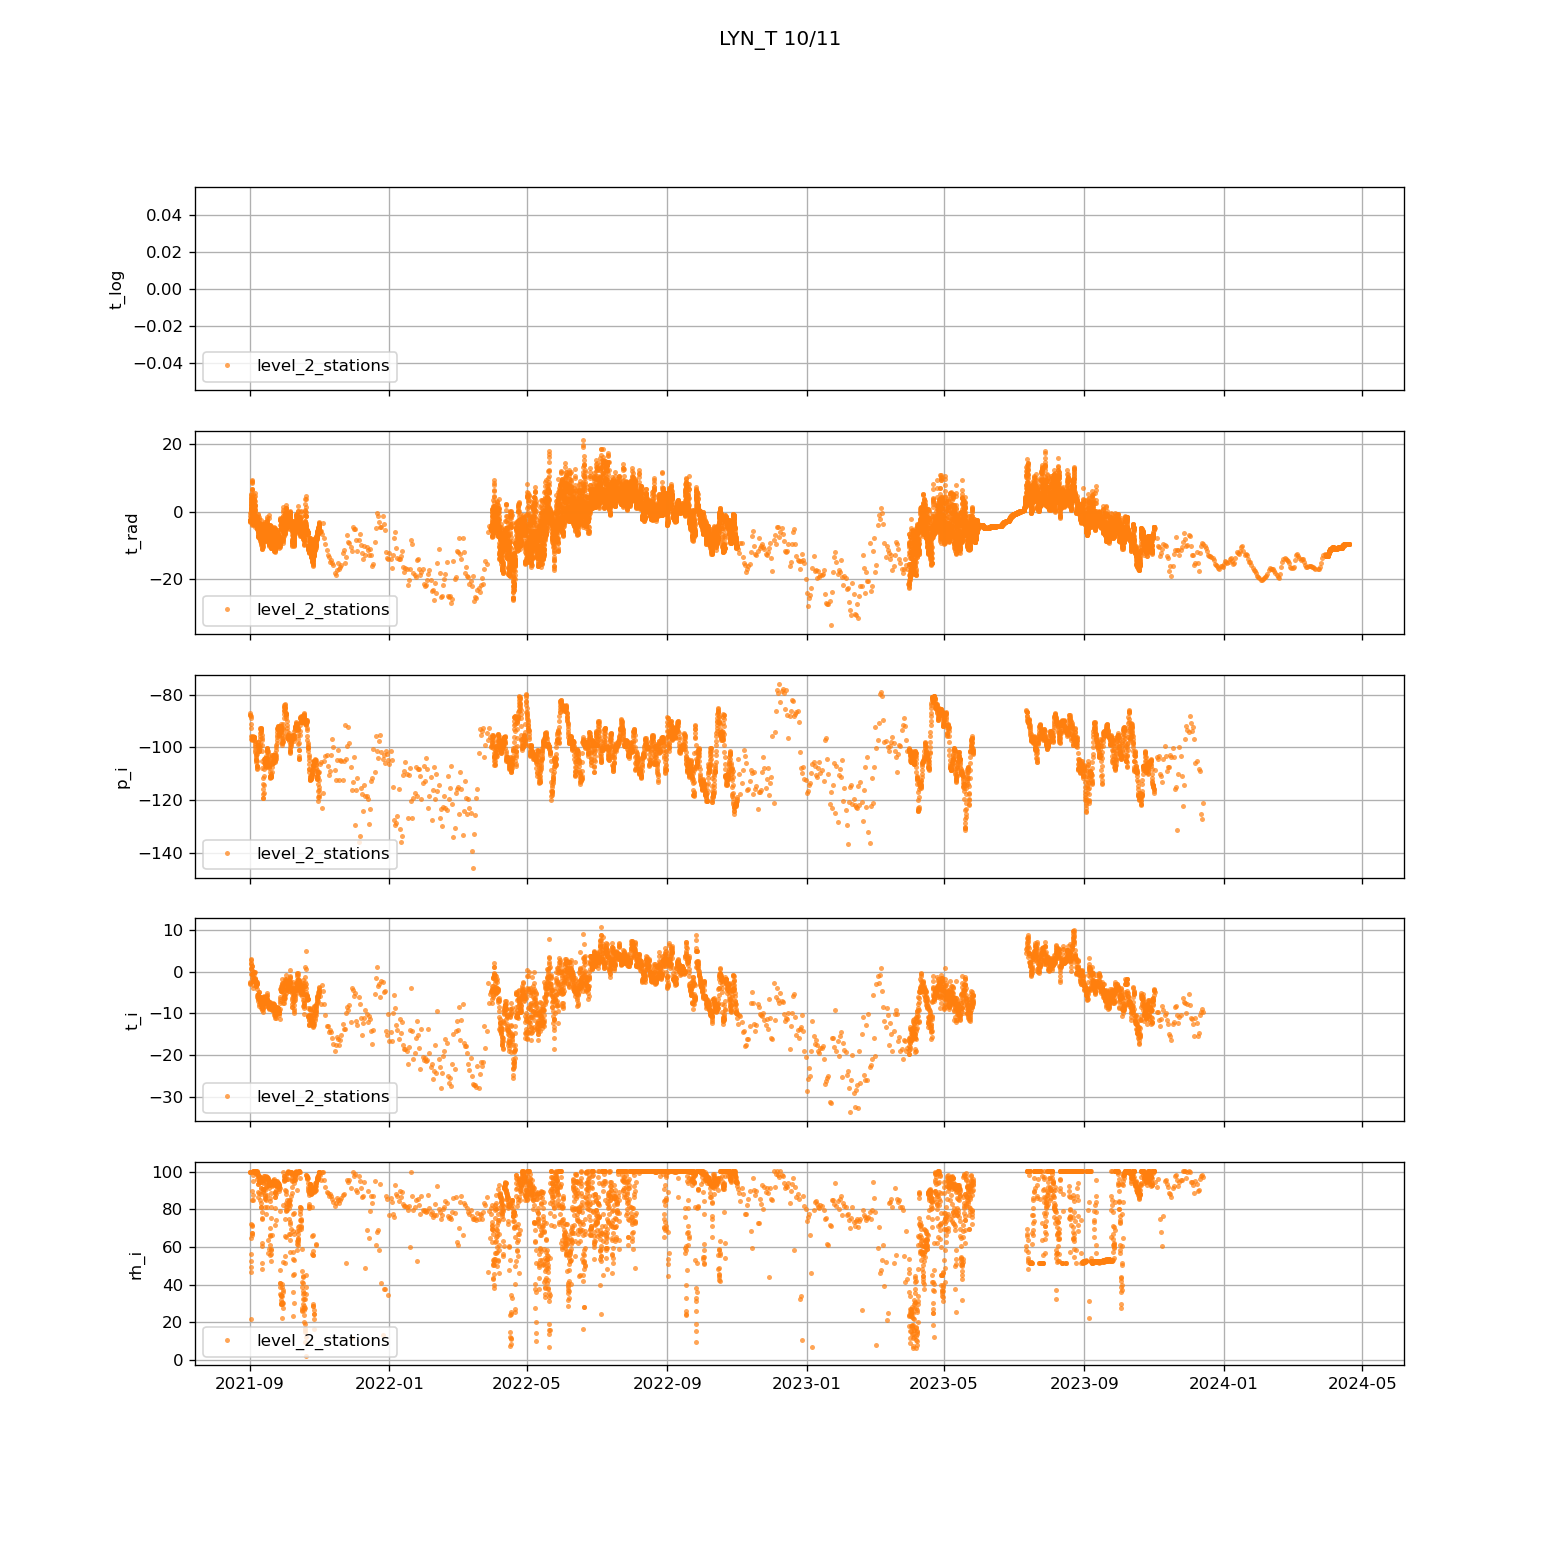 LYN_T 10/11
0.04
0.02
0.00
−0.02
−0.04
t_log
level_2_stations
20
0
−20
t_rad
level_2_stations
−80
−100
−120
−140
p_i
level_2_stations
10
0
−10
−20
−30
t_i
level_2_stations
100
80
60
40
20
0
rh_i
level_2_stations
2021-09 2022-01 2022-05 2022-09 2023-01 2023-05 2023-09 2024-01 2024-05